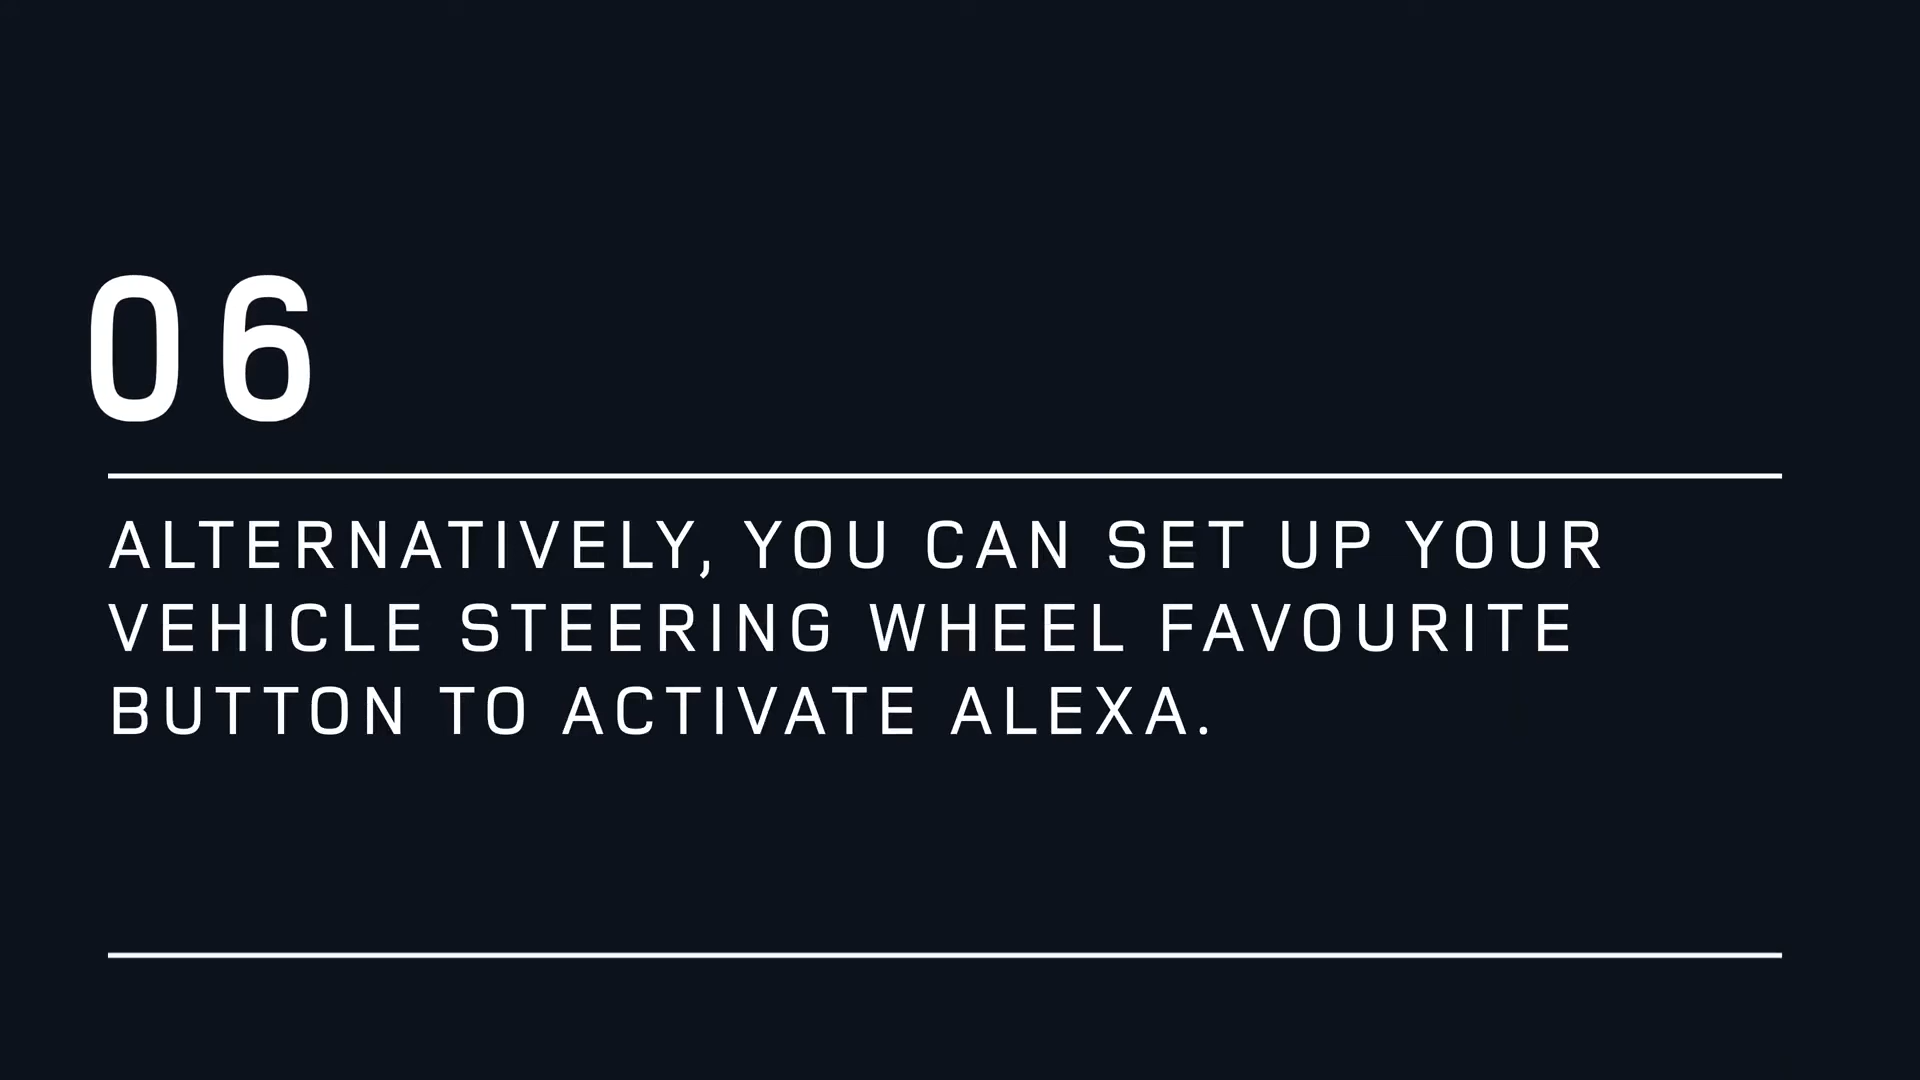 06
ALTERNATIVELY, YOU CAN SET UP YOUR
VEHICLE STEERING WHEEL FAVOURITE
BUTTON TO ACTIVATE ALEXA.